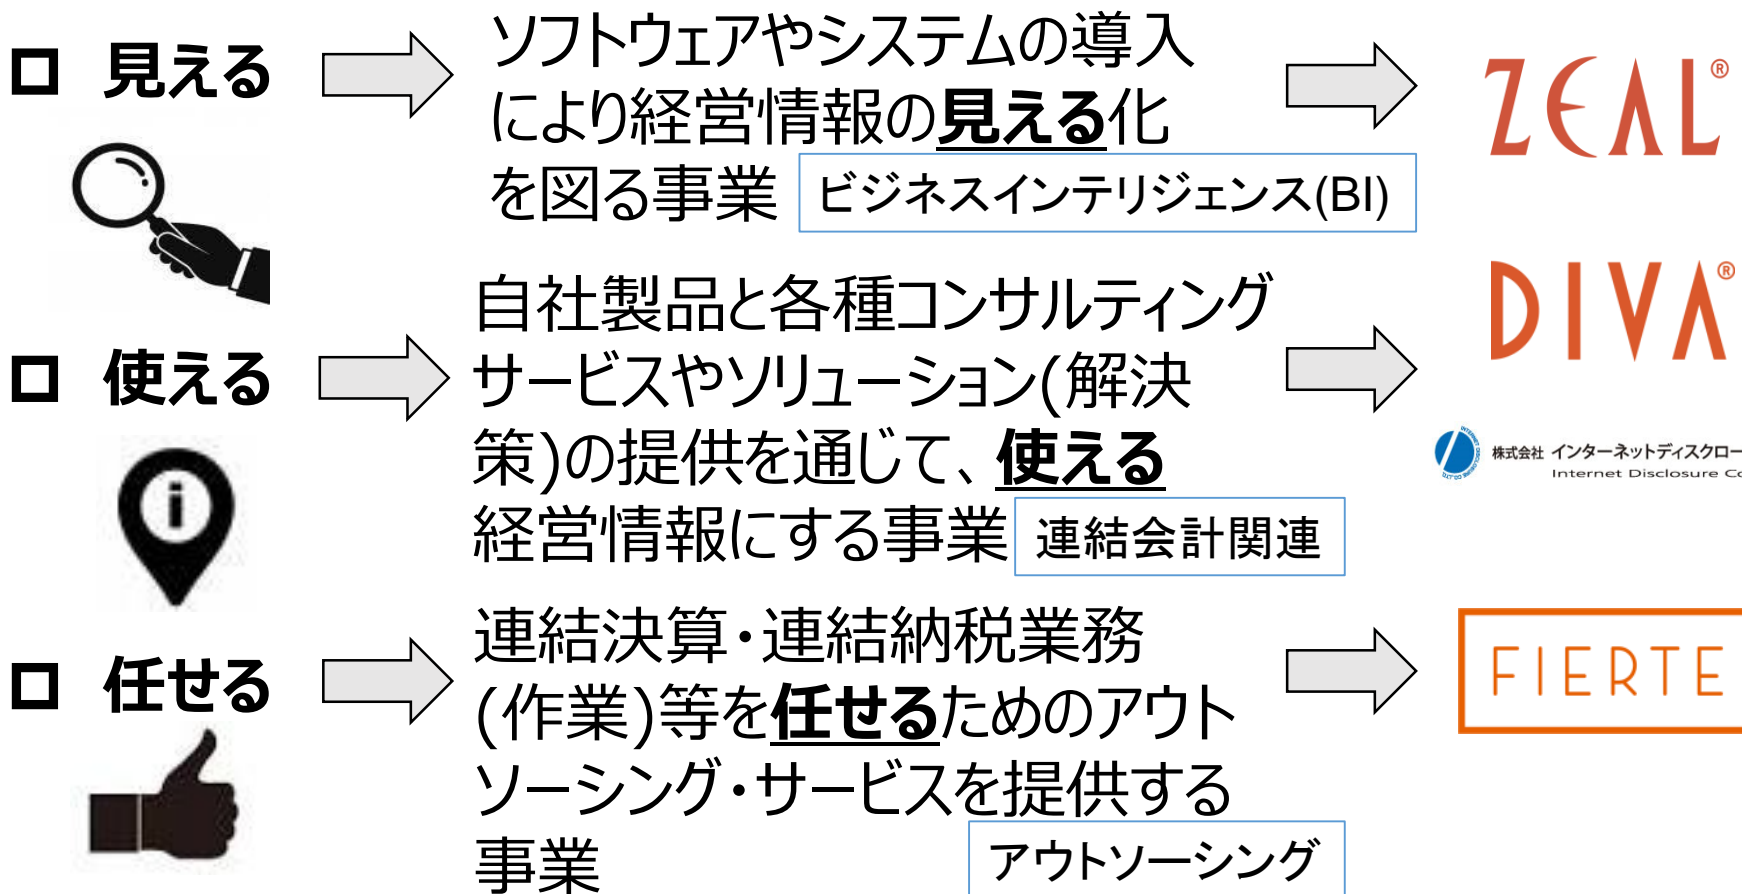 見える
ソフトウェアやシステムの導入
により経営情報の見える化
を図る事業
ビジネスインテリジェンス(BI)
ZEAL®
使える
自社製品と各種コンサルティング
サービスやソリューション(解決
策)の提供を通じて、使える
経営情報にする事業
連結会計関連
DIVA®
株式会社 インターネットディスクロー
Internet Disclosure Co
任せる
連結決算・連結納税業務
(作業)等を任せるためのアウト
ソーシング・サービスを提供する
事業
アウトソーシング
FIERTE